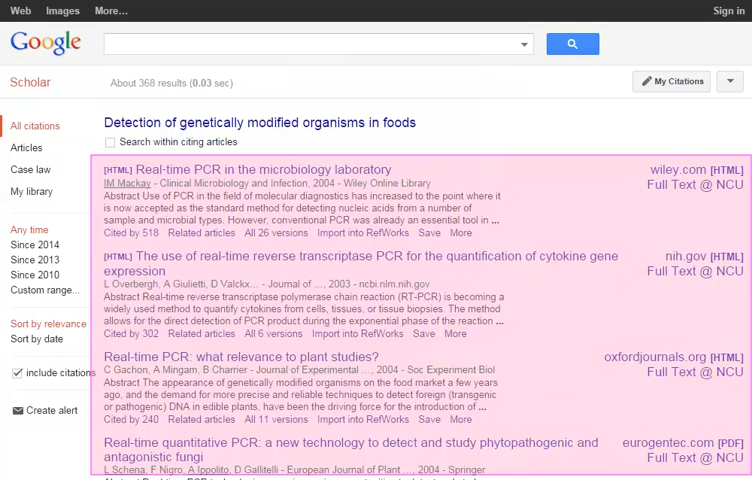 Web Images More... Sign in
Google
Scholar About 368 results (0.03 sec) My Citations
All citations
Articles
Case law
My library
Any time
Since 2014
Since 2013
Since 2010
Custom range...
Sort by relevance
Sort by date
include citations
Create alert
Detection of genetically modified organisms in foods
Search within citing articles
[HTML] Real-time PCR in the microbiology laboratory
IM Mackay - Clinical Microbiology and Infection, 2004 - Wiley Online Library
Abstract Use of PCR in the field of molecular diagnostics has increased to the point where it
is now accepted as the standard method for detecting nucleic acids from a number of
sample and microbial types. However, conventional PCR was already an essential tool in ...
Cited by 518 Related articles All 26 versions Import into RefWorks Save More
wiley.com [HTML]
Full Text @ NCU
[HTML] The use of real-time reverse transcriptase PCR for the quantification of cytokine gene
expression
L Overbergh, A Giulietti, D Valckx... - Journal of ..., 2003 - ncbi.nlm.nih.gov
Abstract Real-time reverse transcriptase polymerase chain reaction (RT-PCR) is becoming a
widely used method to quantify cytokines from cells, tissues, or tissue biopsies. The method
allows for the direct detection of PCR product during the exponential phase of the reaction ...
Cited by 302 Related articles All 6 versions Import into RefWorks Save More
nih.gov [HTML]
Full Text @ NCU
Real-time PCR: what relevance to plant studies?
C Gachon, A Mingam, B Charrier - Journal of Experimental ..., 2004 - Soc Experiment Biol
Abstract The appearance of genetically modified organisms on the food market a few years
ago, and the demand for more precise and reliable techniques to detect foreign (transgenic
or pathogenic) DNA in edible plants, have been the driving force for the introduction of ...
Cited by 240 Related articles All 11 versions Import into RefWorks Save More
oxfordjournals.org [HTML]
Full Text @ NCU
Real-time quantitative PCR: a new technology to detect and study phytopathogenic and
antagonistic fungi
L Schena, F Nigro, A Ippolito, D Gallitelli - European Journal of Plant ..., 2004 - Springer
eurogentec.com [PDF]
Full Text @ NCU